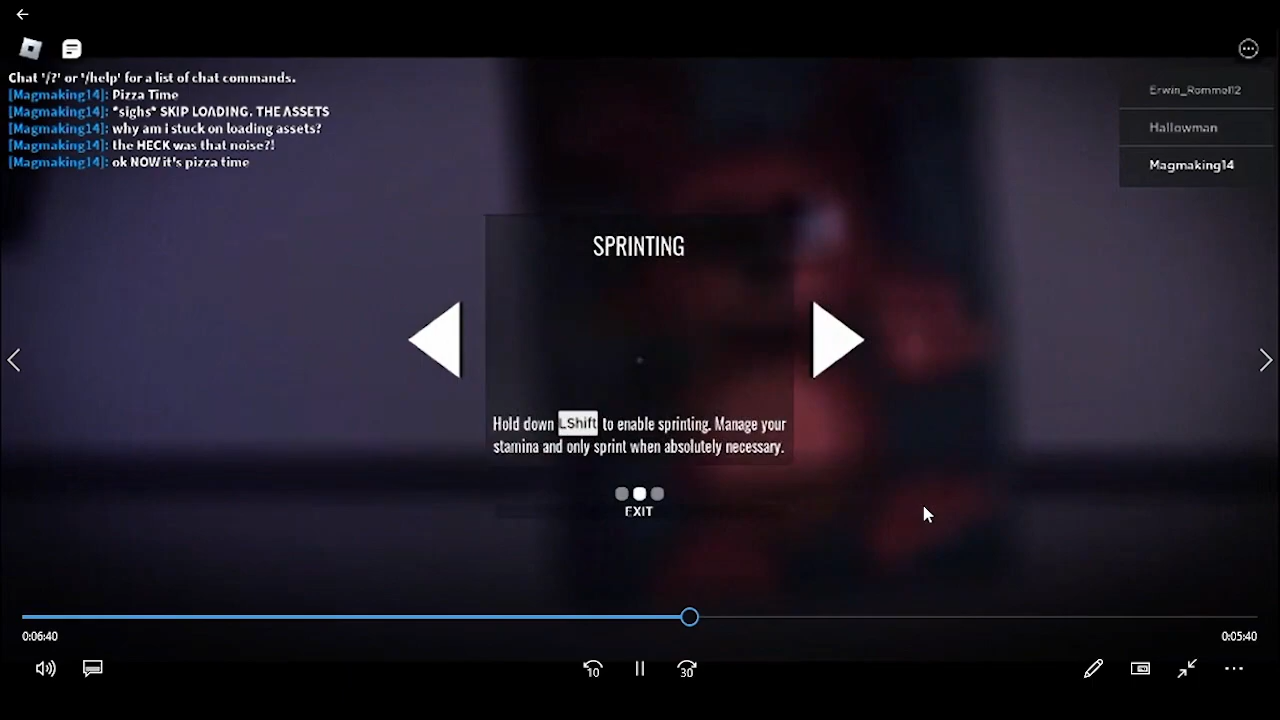 Chat '/?' or '/help' for a list of chat commands.
[Magmaking14]: Pizza Time
[Magmaking14]: *sighs* SKIP LOADING. THE ASSETS
[Magmaking14]: why am i stuck on loading assets?
[Magmaking14]: the HECK was that noise?!
[Magmaking14]: ok NOW it's pizza time
Erwin_Rommel12
Hallowman
Magmaking14
SPRINTING
Hold down LShift to enable sprinting. Manage your
stamina and only sprint when absolutely necessary.
EXIT
0:06:40
0:05:40
10
30